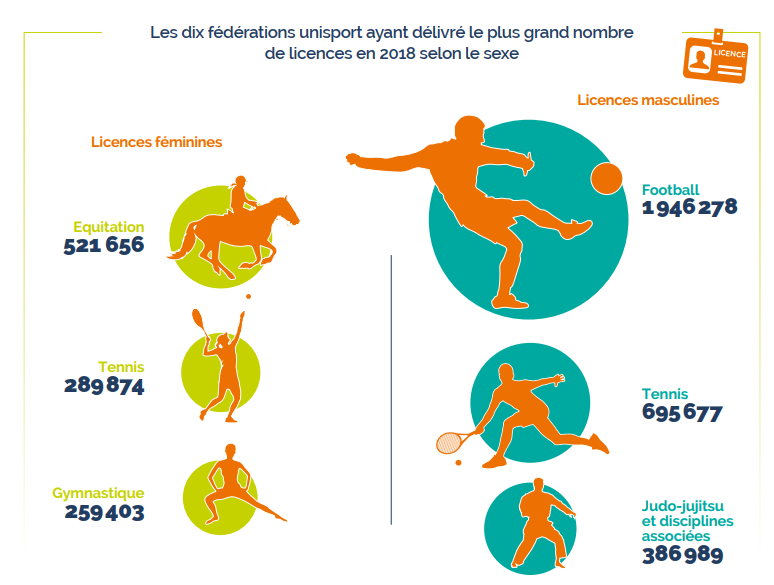 Les dix fédérations unisport ayant délivré le plus grand nombre
de licences en 2018 selon le sexe
LICENCE
Licences féminines
Equitation
521 656
Tennis
289 874
Gymnastique
259 403
Licences masculines
Football
1 946 278
Tennis
695 677
Judo-jujitsu
et disciplines
associées
386 989